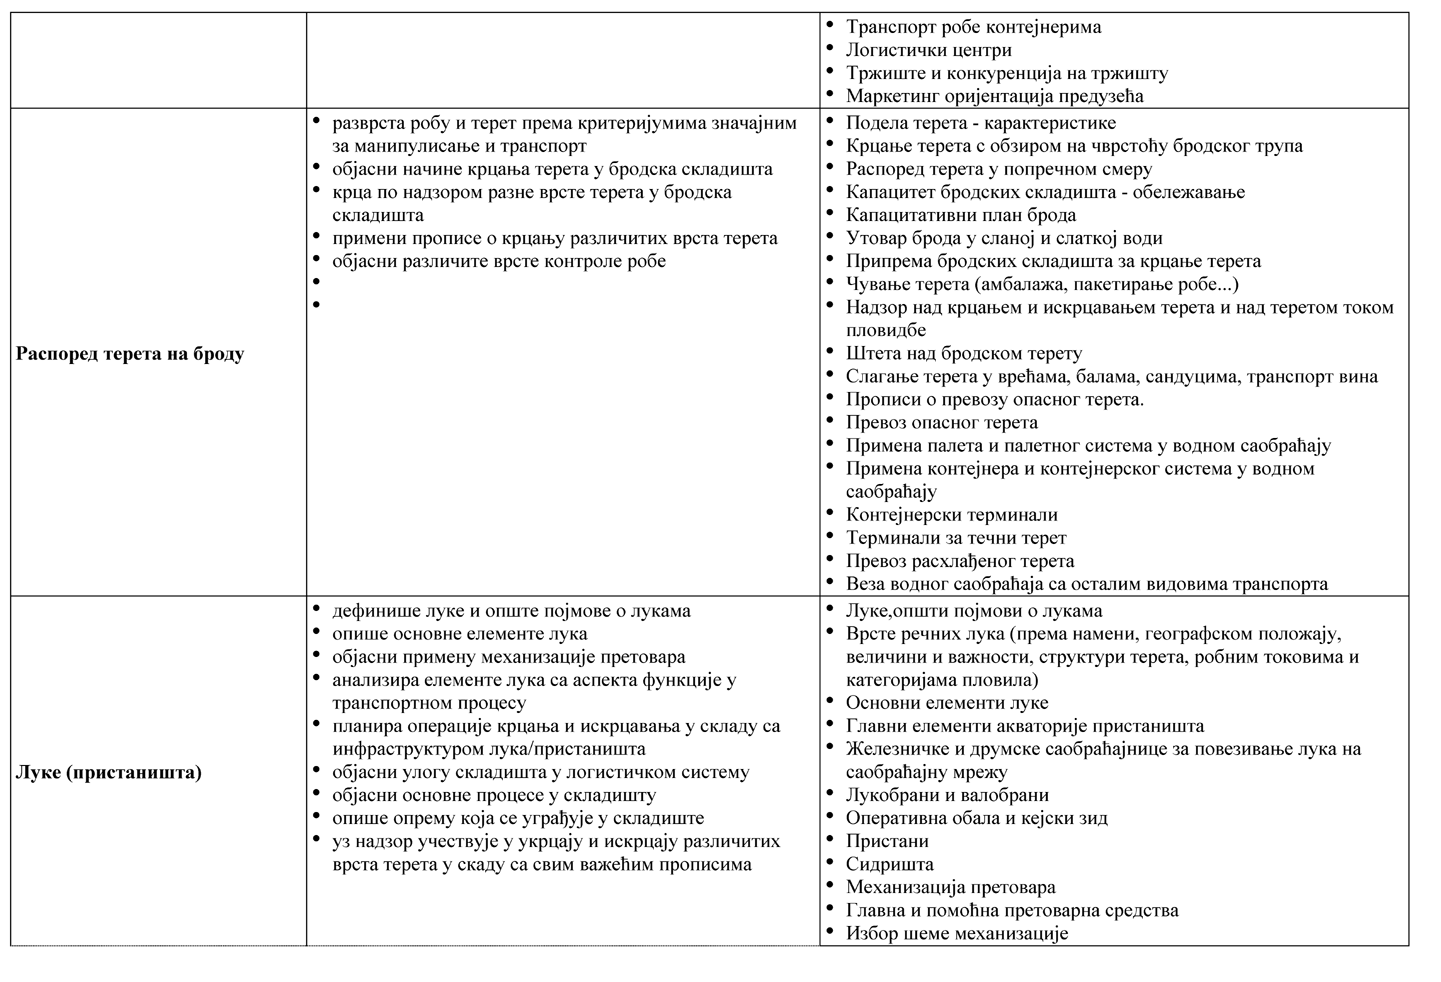 • Транспорт робе контејнерима
• Логистички центри
• Тржиште и конкуренција на тржишту
• Маркетинг оријентација предузећа
Распоред терета на броду
• разврста робу и терет према критеријумима значајним
за манипулисање и транспорт
• објасни начине крцања терета у бродска складишта
• крца по надзором разне врсте терета у бродска
складишта
• примени прописе о крцању различитих врста терета
• објасни различите врсте контроле робе
•
•
• Подела терета - карактеристике
• Крцање терета с обзиром на чврстоћу бродског трупа
• Распоред терета у попречном смеру
• Капацитет бродских складишта - обележавање
• Капацитативни план брода
• Утовар брода у сланој и слаткој води
• Припрема бродских складишта за крцање терета
• Чување терета (амбалажа, пакетирање робе...)
• Надзор над крцањем и искрцавањем терета и над теретом током
пловидбе
• Штета над бродском терету
• Слагање терета у врећама, балама, сандуцима, транспорт вина
• Прописи о превозу опасног терета.
• Превоз опасног терета
• Примена палета и палетног система у водном саобраћају
• Примена контејнера и контејнерског система у водном
саобраћају
• Контејнерски терминали
• Терминали за течни терет
• Превоз расхлађеног терета
• Веза водног саобраћаја са осталим видовима транспорта
Луке (пристаништа)
• дефинише луке и опште појмове о лукама
• опише основне елементе лука
• објасни примену механизације претовара
• анализира елементе лука са аспекта функције у
транспортном процесу
• планира операције крцања и искрцавања у складу са
инфраструктуром лука/пристаништа
• објасни улогу складишта у логистичком систему
• објасни основне процесе у складишту
• опише опрему која се уграђује у складиште
• уз надзор учествује у укрцају и искрцају различитих
врста терета у скаду са свим важећим прописима
• Луке,општи појмови о лукама
• Врсте речних лука (према намени, географском положају,
величини и важности, структури терета, робним токовима и
категоријама пловила)
• Основни елементи луке
• Главни елементи акваторије пристаништа
• Железничке и друмске саобраћајнице за повезивање лука на
саобраћајну мрежу
• Лукобрани и валобрани
• Оперативна обала и кејски зид
• Пристани
• Сидришта
• Механизација претовара
• Главна и помоћна претоварна средства
• Избор шеме механизације